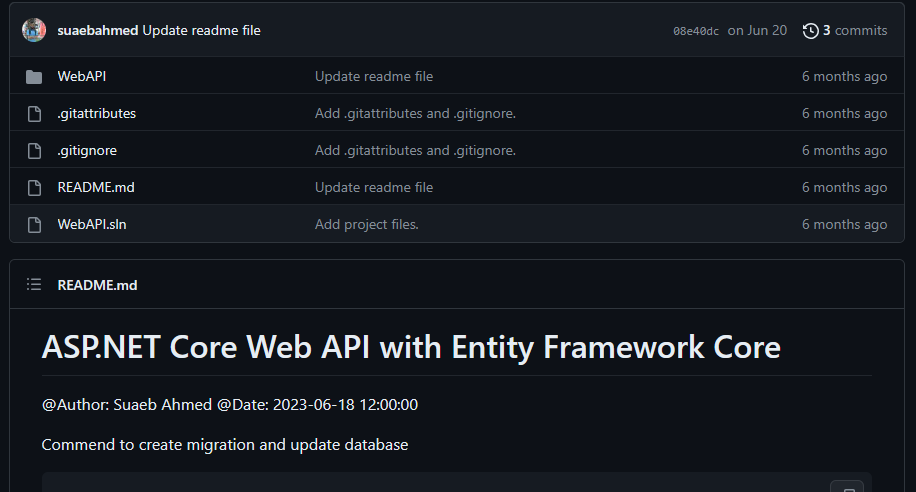 suaebahmed Update readme file 08e40dc on Jun 20 3 commits
WebAPI Update readme file 6 months ago
.gitattributes Add .gitattributes and .gitignore. 6 months ago
.gitignore Add .gitattributes and .gitignore. 6 months ago
README.md Update readme file 6 months ago
WebAPI.sln Add project files. 6 months ago
README.md
ASP.NET Core Web API with Entity Framework Core
@Author: Suaeb Ahmed @Date: 2023-06-18 12:00:00
Commend to create migration and update database